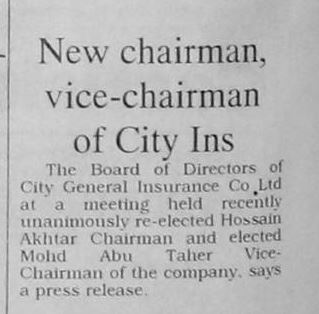 New chairman,
vice-chairman
of City Ins
The Board of Directors of
City General Insurance Co,Ltd
at a meeting held recently
unanimously re-elected Hossain
Akhtar Chairman and elected
Mohd Abu Taher Vice-
Chairman of the company, says
a press release.